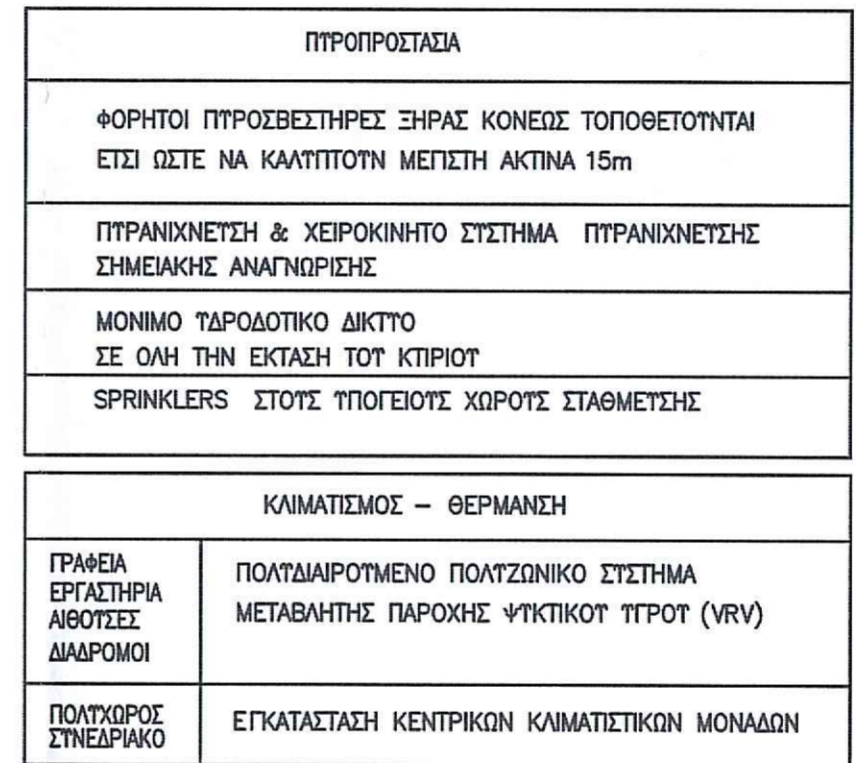 ΠΥΡΟΠΡΟΣΤΑΣΙΑ
ΦΟΡΗΤΟΙ ΠΥΡΟΣΒΕΣΤΗΡΕΣ ΞΗΡΑΣ ΚΟΝΕΩΣ ΤΟΠΟΘΕΤΟΥΝΤΑΙ
ΕΤΣΙ ΩΣΤΕ ΝΑ ΚΑΛΥΠΤΟΥΝ ΜΕΓΙΣΤΗ ΑΚΤΙΝΑ 15m
ΠΥΡΑΝΙΧΝΕΥΣΗ & ΧΕΙΡΟΚΙΝΗΤΟ ΣΥΣΤΗΜΑ ΠΥΡΑΝΙΧΝΕΥΣΗΣ
ΣΗΜΕΙΑΚΗΣ ΑΝΑΓΝΩΡΙΣΗΣ
ΜΟΝΙΜΟ ΥΔΡΟΔΟΤΙΚΟ ΔΙΚΤΥΟ
ΣΕ ΟΛΗ ΤΗΝ ΕΚΤΑΣΗ ΤΟΥ ΚΤΙΡΙΟΥ
SPRINKLERS ΣΤΟΥΣ ΥΠΟΓΕΙΟΥΣ ΧΩΡΟΥΣ ΣΤΑΘΜΕΥΣΗΣ
ΚΛΙΜΑΤΙΣΜΟΣ – ΘΕΡΜΑΝΣΗ
ΓΡΑΦΕΙΑ
ΕΡΓΑΣΤΗΡΙΑ
ΑΙΘΟΥΣΕΣ
ΔΙΑΔΡΟΜΟΙ
ΠΟΛΥΔΙΑΙΡΟΥΜΕΝΟ ΠΟΛΥΖΩΝΙΚΟ ΣΥΣΤΗΜΑ
ΜΕΤΑΒΛΗΤΗΣ ΠΑΡΟΧΗΣ ΨΥΚΤΙΚΟΥ ΥΓΡΟΥ (VRV)
ΠΟΛΥΧΩΡΟΣ
ΣΥΝΕΔΡΙΑΚΟ
ΕΓΚΑΤΑΣΤΑΣΗ ΚΕΝΤΡΙΚΩΝ ΚΛΙΜΑΤΙΣΤΙΚΩΝ ΜΟΝΑΔΩΝ